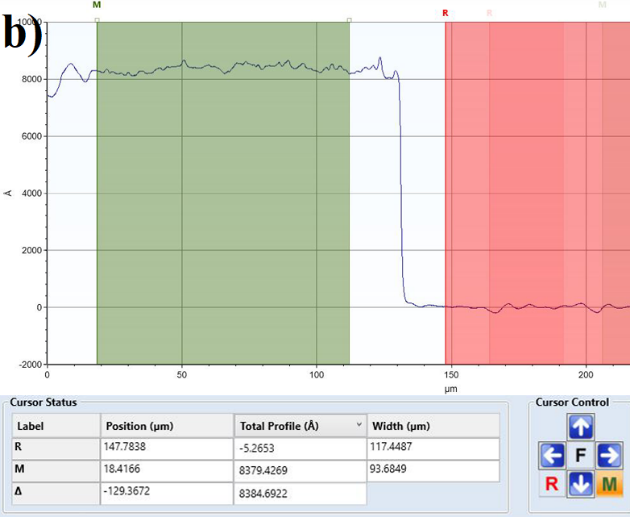 M
R R M
b)
10000
8000
6000
4000
2000
0
-2000
Å
0 50 100 150 200
µm
Cursor Status
Label Position (µm) Total Profile (Å) Width (µm)
R 147.7838 -5.2653 117.4487
M 18.4166 8379.4269 93.6849
Δ -129.3672 8384.6922
Cursor Control
F
R M